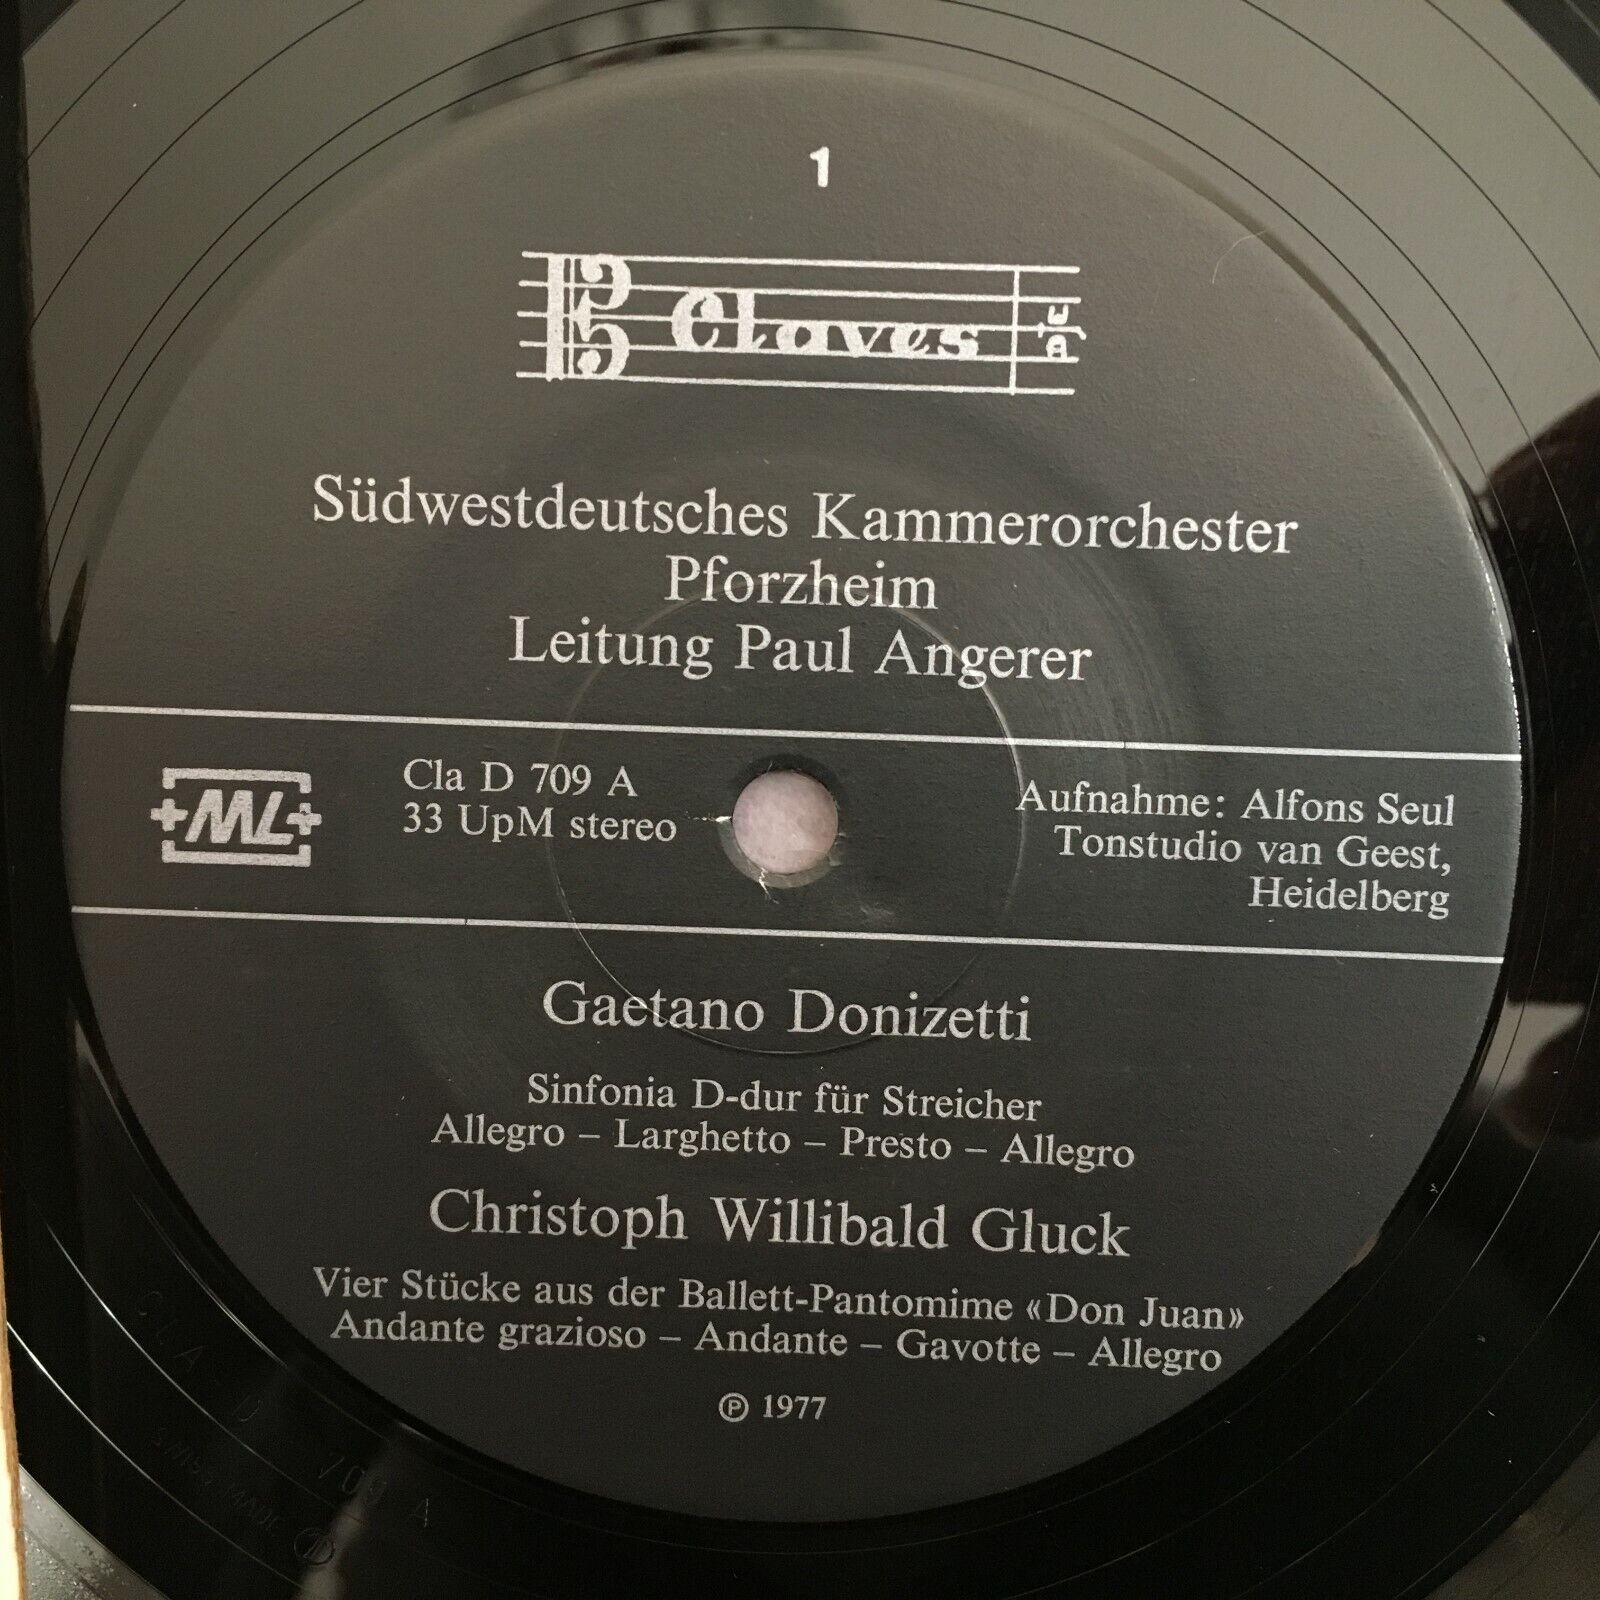 1
Claves
Südwestdeutsches Kammerorchester
Pforzheim
Leitung Paul Angerer
+ML+
Cla D 709 A
33 UpM stereo
Aufnahme: Alfons Seul
Tonstudio van Geest,
Heidelberg
Gaetano Donizetti
Sinfonia D-dur für Streicher
Allegro – Larghetto – Presto – Allegro
Christoph Willibald Gluck
Vier Stücke aus der Ballett-Pantomime «Don Juan»
Andante grazioso – Andante – Gavotte – Allegro
℗ 1977
CLA D 709 A